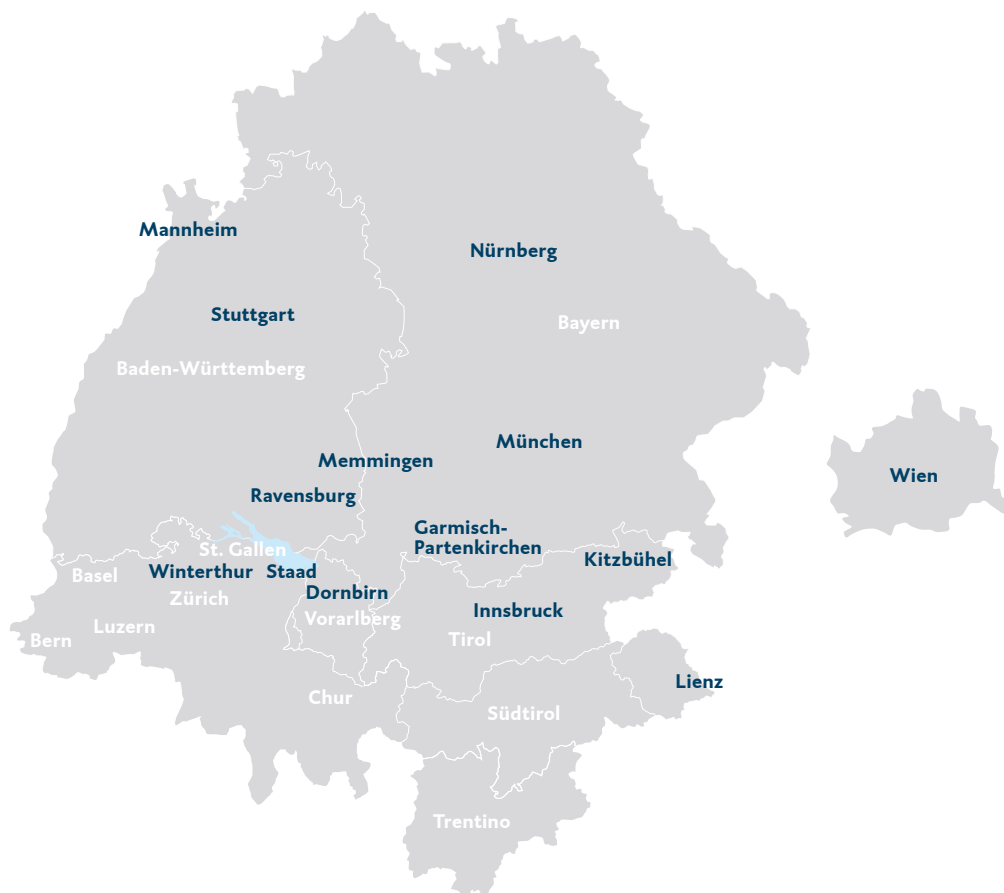 Mannheim
Nürnberg
Stuttgart
Bayern
Baden-Württemberg
München
Memmingen
Wien
Ravensburg
Garmisch-
Partenkirchen
St. Gallen
Kitzbühel
Basel
Winterthur
Staad
Dornbirn
Zürich
Innsbruck
Vorarlberg
Luzern
Bern
Tirol
Lienz
Chur
Südtirol
Trentino